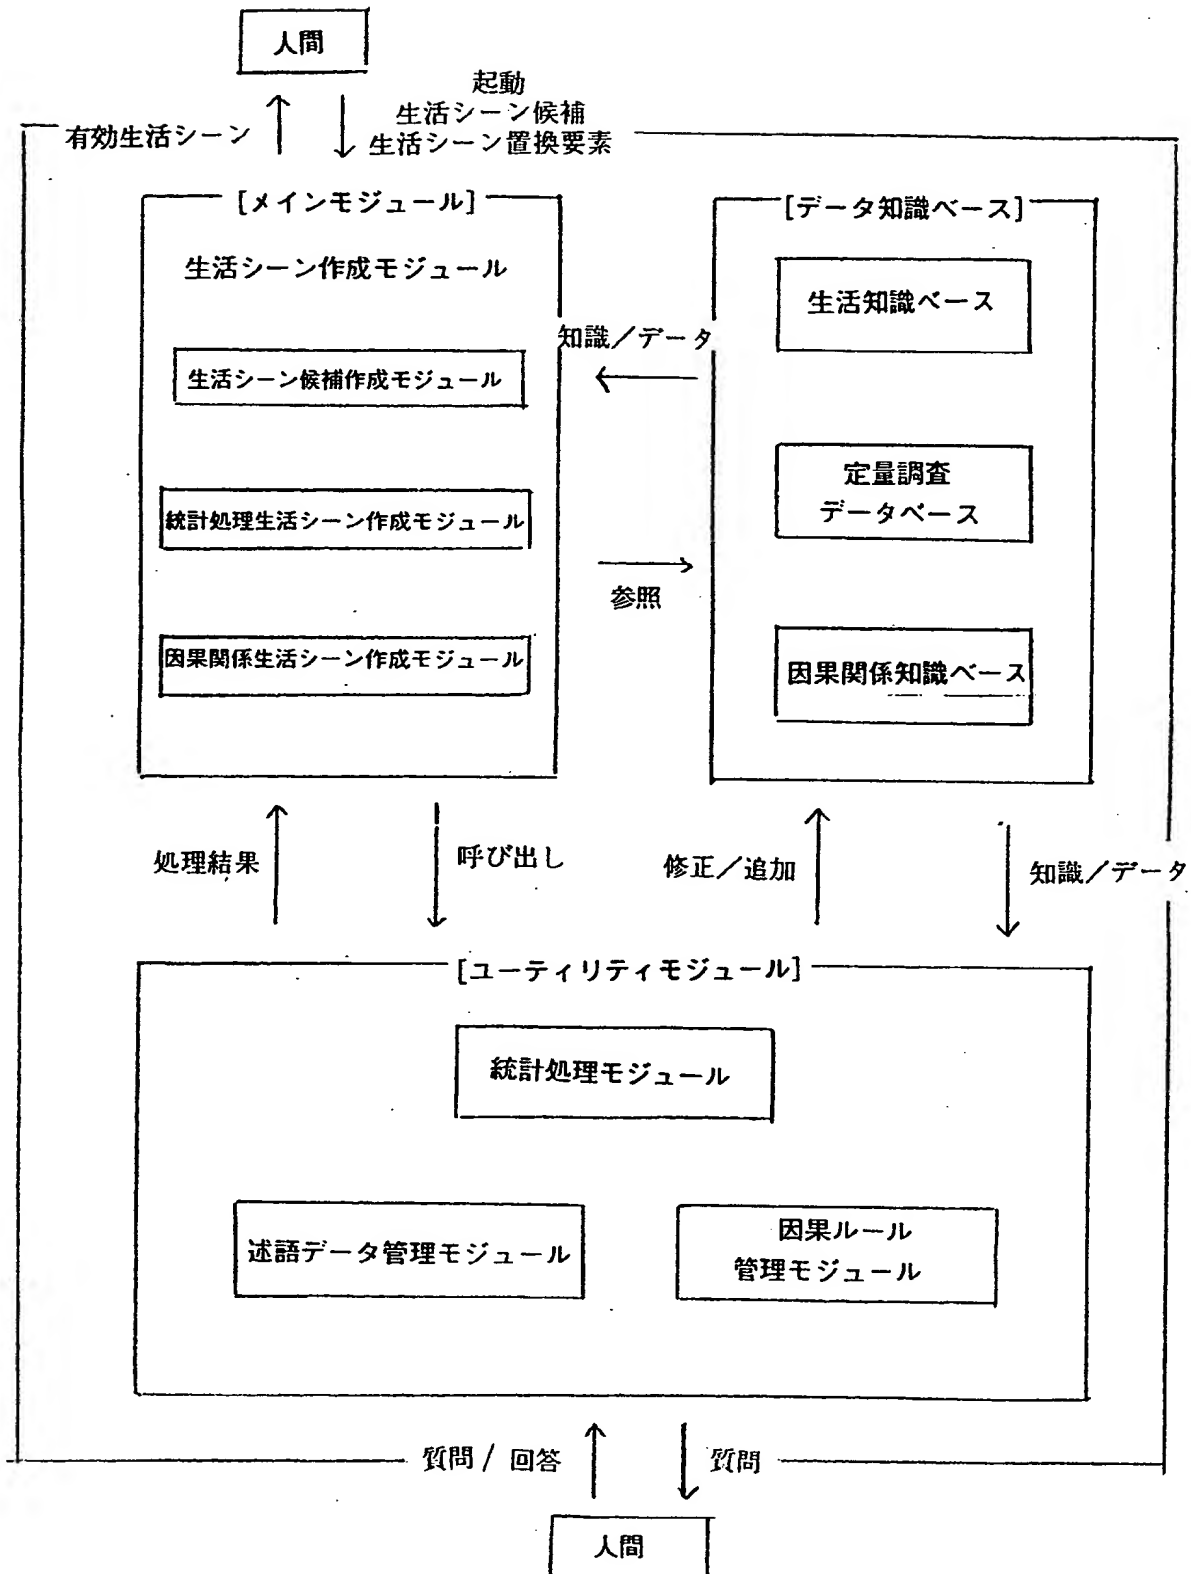 人間
起動
生活シーン候補
生活シーン置換要素
有効生活シーン
[メインモジュール]
生活シーン作成モジュール
生活シーン候補作成モジュール
統計処理生活シーン作成モジュール
因果関係生活シーン作成モジュール
知識/データ
参照
[データ知識ベース]
生活知識ベース
定量調査
データベース
因果関係知識ベース
処理結果
呼び出し
修正/追加
知識/データ
[ユーティリティモジュール]
統計処理モジュール
述語データ管理モジュール
因果ルール
管理モジュール
質問/回答
質問
人間